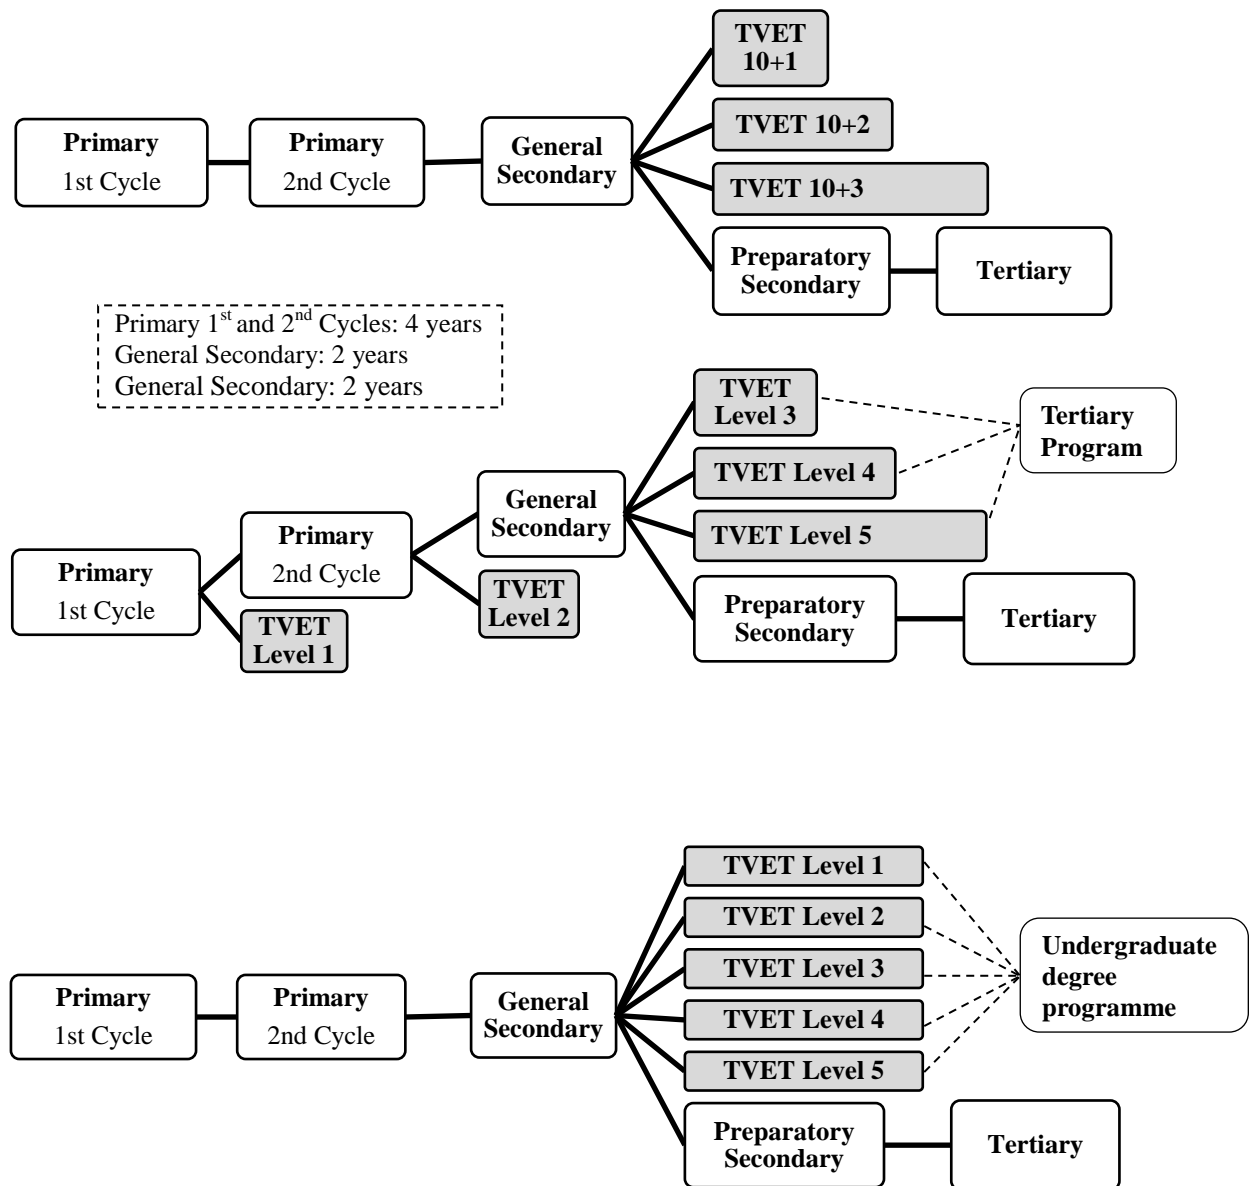 TVET
10+1
TVET 10+2
TVET 10+3
Primary
1st Cycle
Primary
2nd Cycle
General
Secondary
Preparatory
Secondary
Tertiary
Primary 1st and 2nd Cycles: 4 years
General Secondary: 2 years
General Secondary: 2 years
TVET
Level 3
TVET Level 4
TVET Level 5
Tertiary
Program
General
Secondary
Primary
2nd Cycle
Primary
1st Cycle
TVET
Level 1
TVET
Level 2
Preparatory
Secondary
Tertiary
TVET Level 1
TVET Level 2
TVET Level 3
TVET Level 4
TVET Level 5
Undergraduate
degree
programme
Primary
1st Cycle
Primary
2nd Cycle
General
Secondary
Preparatory
Secondary
Tertiary